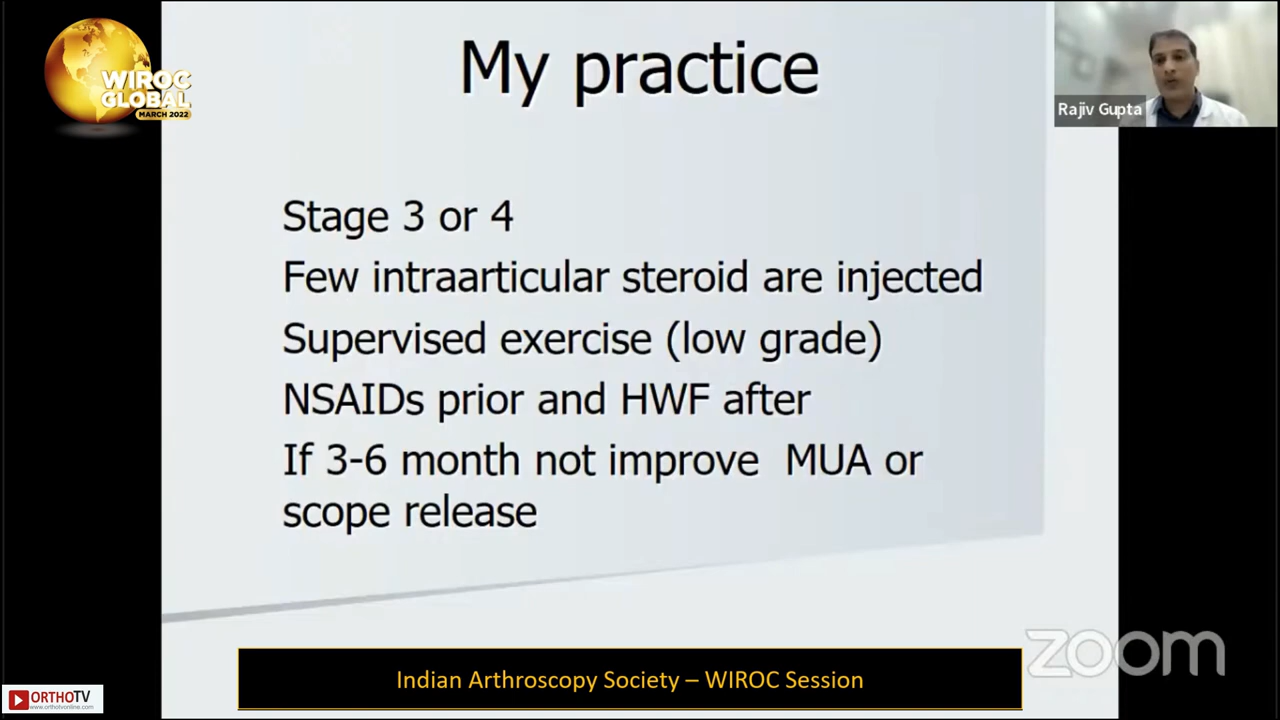 WIROC
GLOBAL
MARCH 2022
My practice
Rajiv Gupta
Stage 3 or 4
Few intraarticular steroid are injected
Supervised exercise (low grade)
NSAIDs prior and HWF after
If 3-6 month not improve MUA or
scope release
zoom
Indian Arthroscopy Society – WIROC Session
ORTHOTV
www.orthotvonline.com